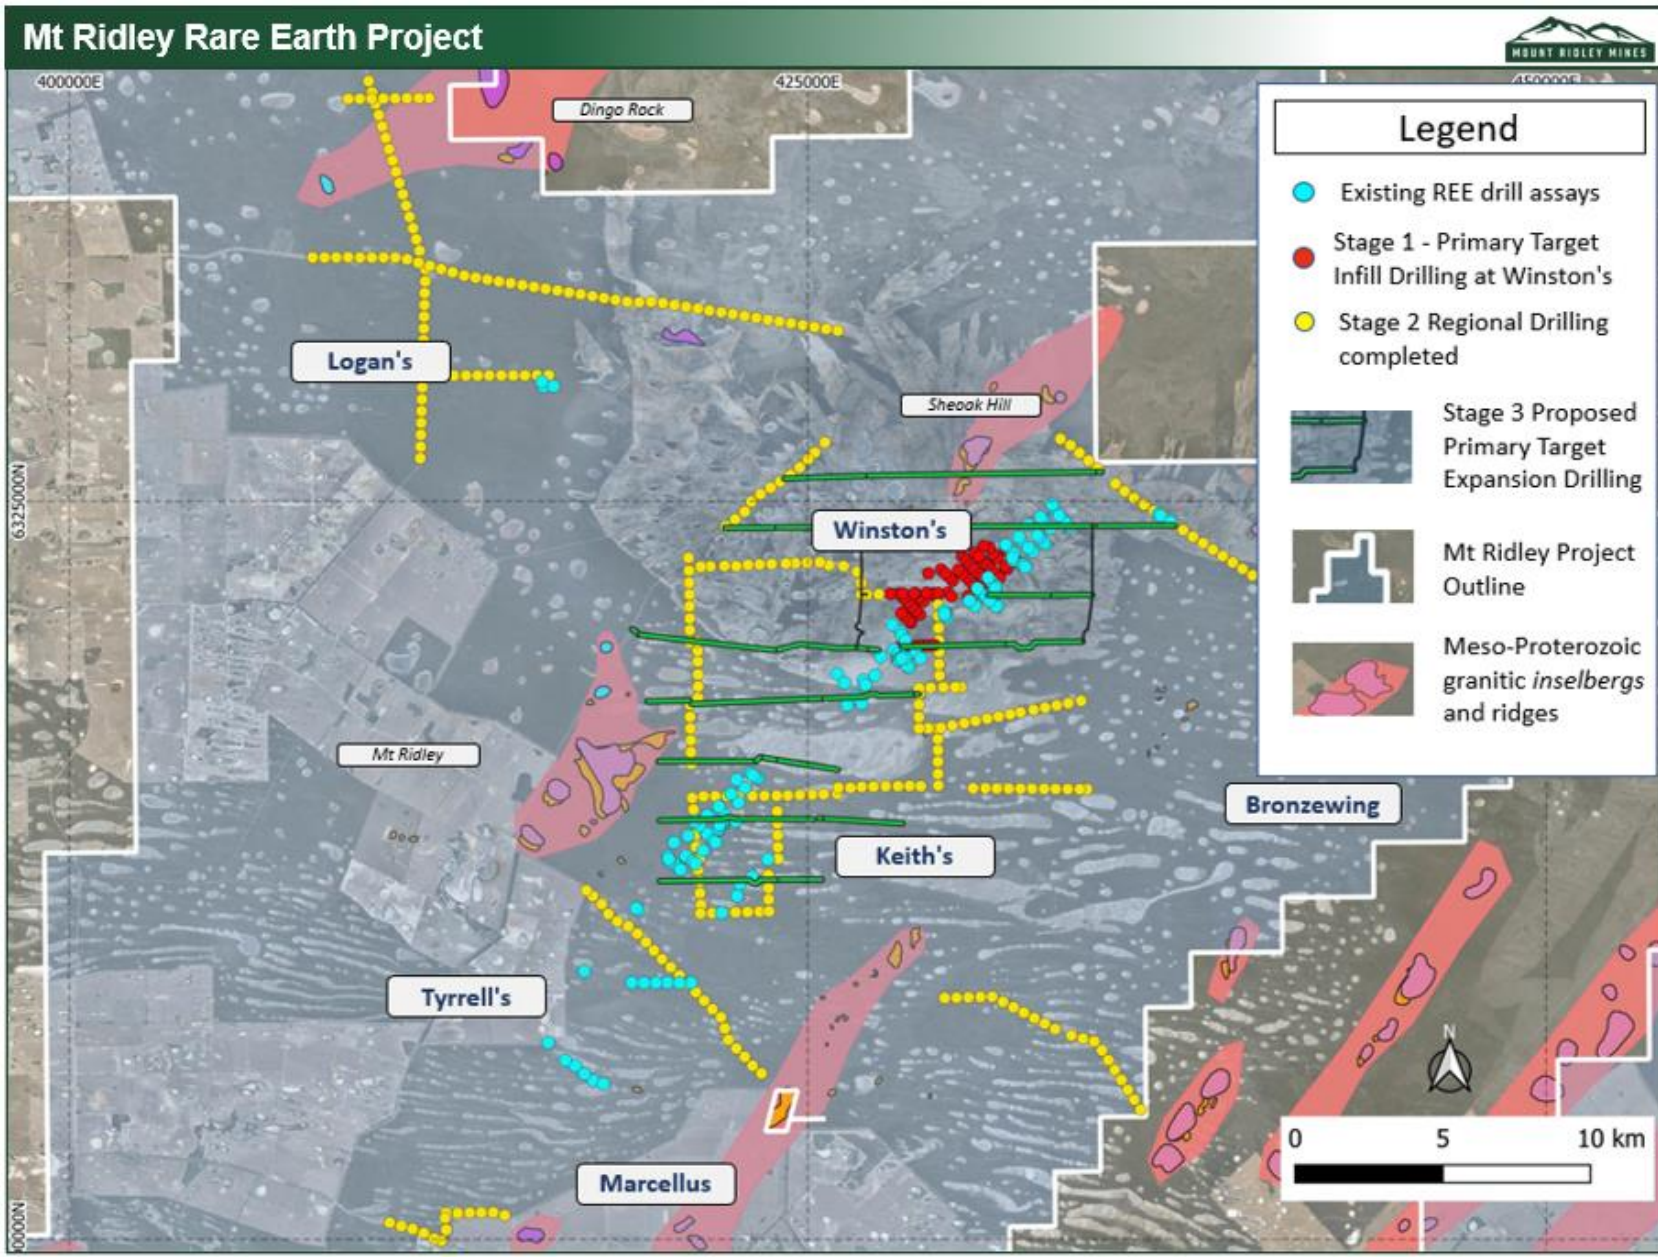 Mt Ridley Rare Earth Project
MOUNT RIDLEY MINES
400000E
425000E
450000E
Dingo Rock
Legend
Existing REE drill assays
Stage 1 - Primary Target
Infill Drilling at Winston's
Stage 2 Regional Drilling
completed
Stage 3 Proposed
Primary Target
Expansion Drilling
Mt Ridley Project
Outline
Meso-Proterozoic
granitic inselbergs
and ridges
Logan's
Sheoak Hill
6325000N
Winston's
Mt Ridley
Bronzewing
Keith's
Tyrrell's
Marcellus
N
0 5 10 km